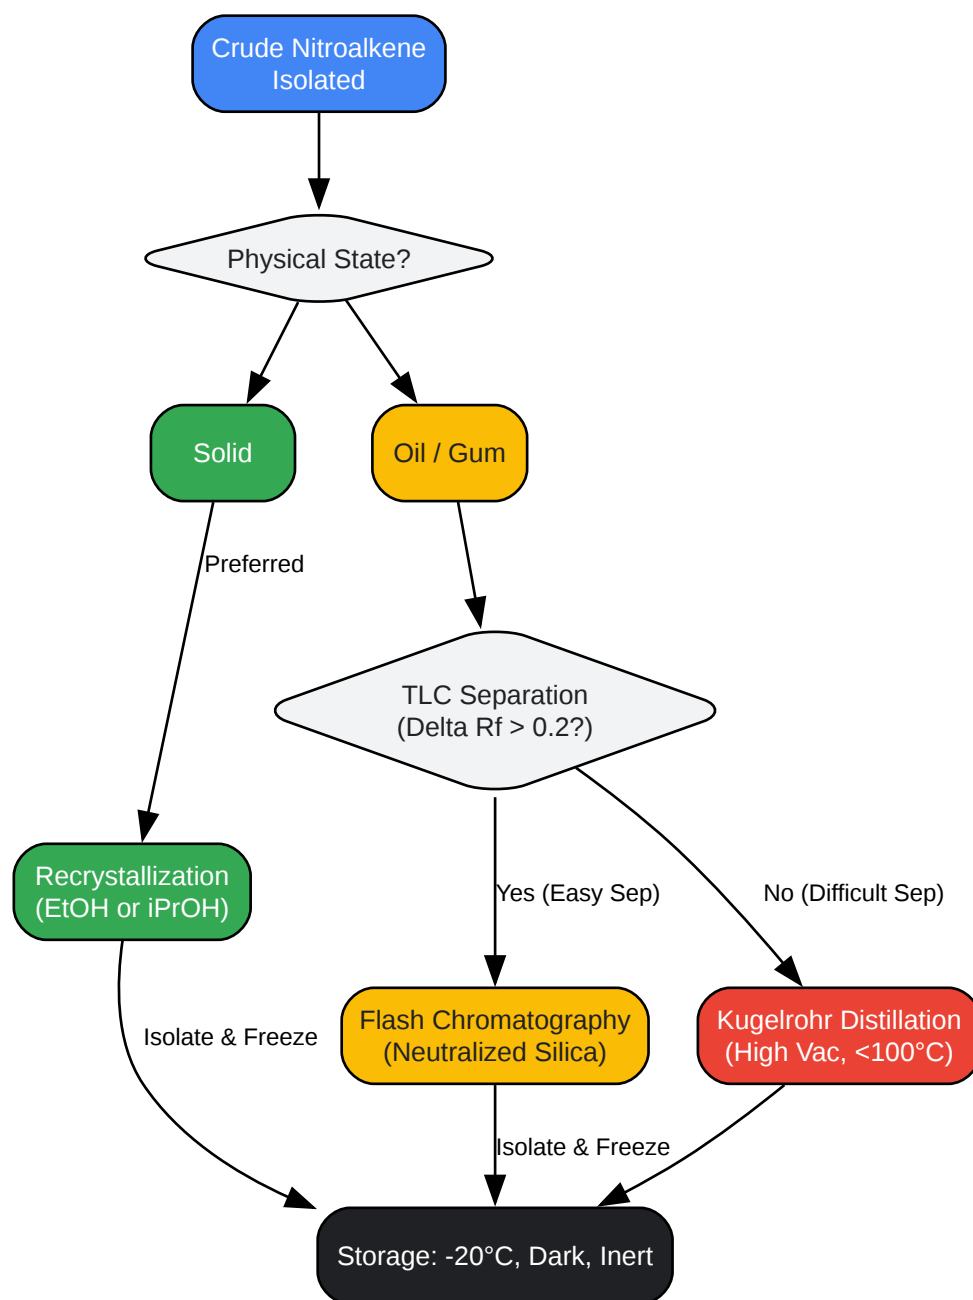 Crude Nitroalkene
Isolated
Physical State?
Solid
Oil / Gum
Preferred
TLC Separation
(Delta Rf > 0.2?)
Recrystallization
(EtOH or iPrOH)
Yes (Easy Sep)
No (Difficult Sep)
Isolate & Freeze
Flash Chromatography
(Neutralized Silica)
Kugelrohr Distillation
(High Vac, <100°C)
Isolate & Freeze
Storage: -20°C, Dark, Inert